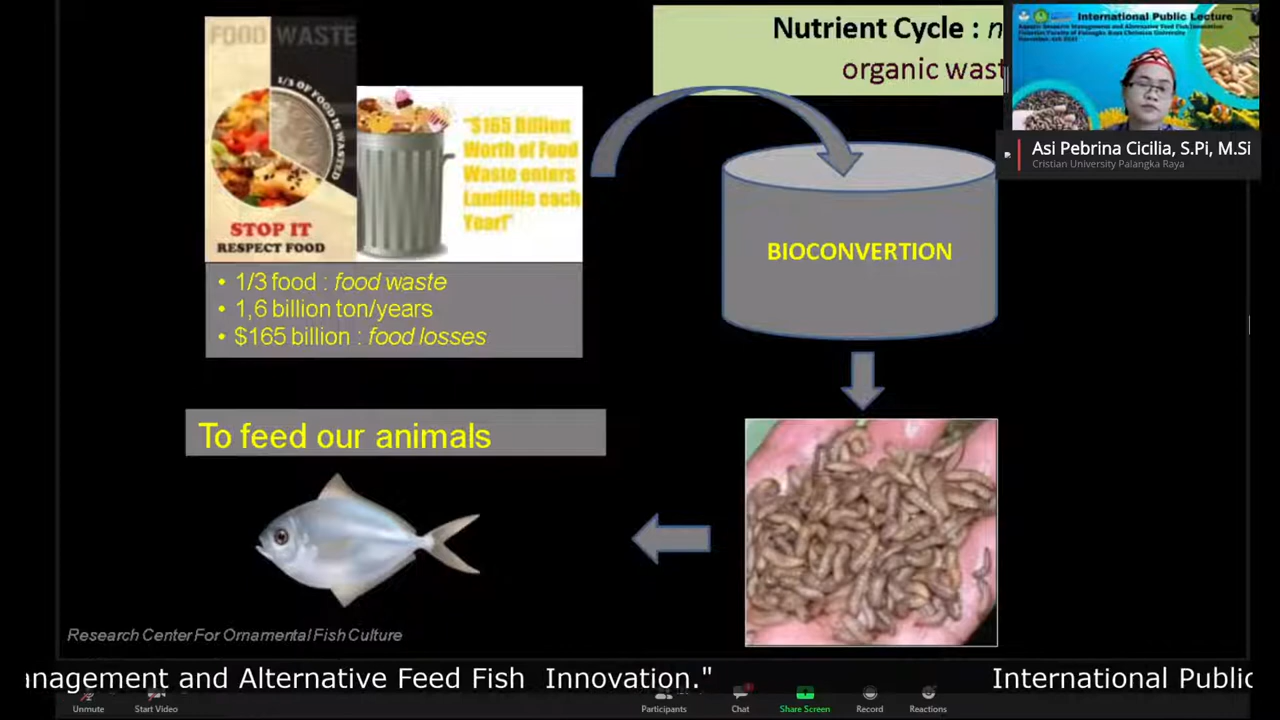 FOOD WASTE
1/3 OF FOOD IS WASTED
STOP IT
RESPECT FOOD
"$165 Billion
Worth of Food
Waste enters
Landfills each
Year!"
• 1/3 food : food waste
• 1,6 billion ton/years
• $165 billion : food losses
Nutrient Cycle :
organic wast
International Public Lecture
BIOCONVERTION
Asi Pebrina Cicilia, S.Pi, M.Si
Cristian University Palangka Raya
To feed our animals
Research Center For Ornamental Fish Culture
anagement and Alternative Feed Fish Innovation."
International Public
Unmute
Start Video
Participants
Chat
Share Screen
Record
Reactions